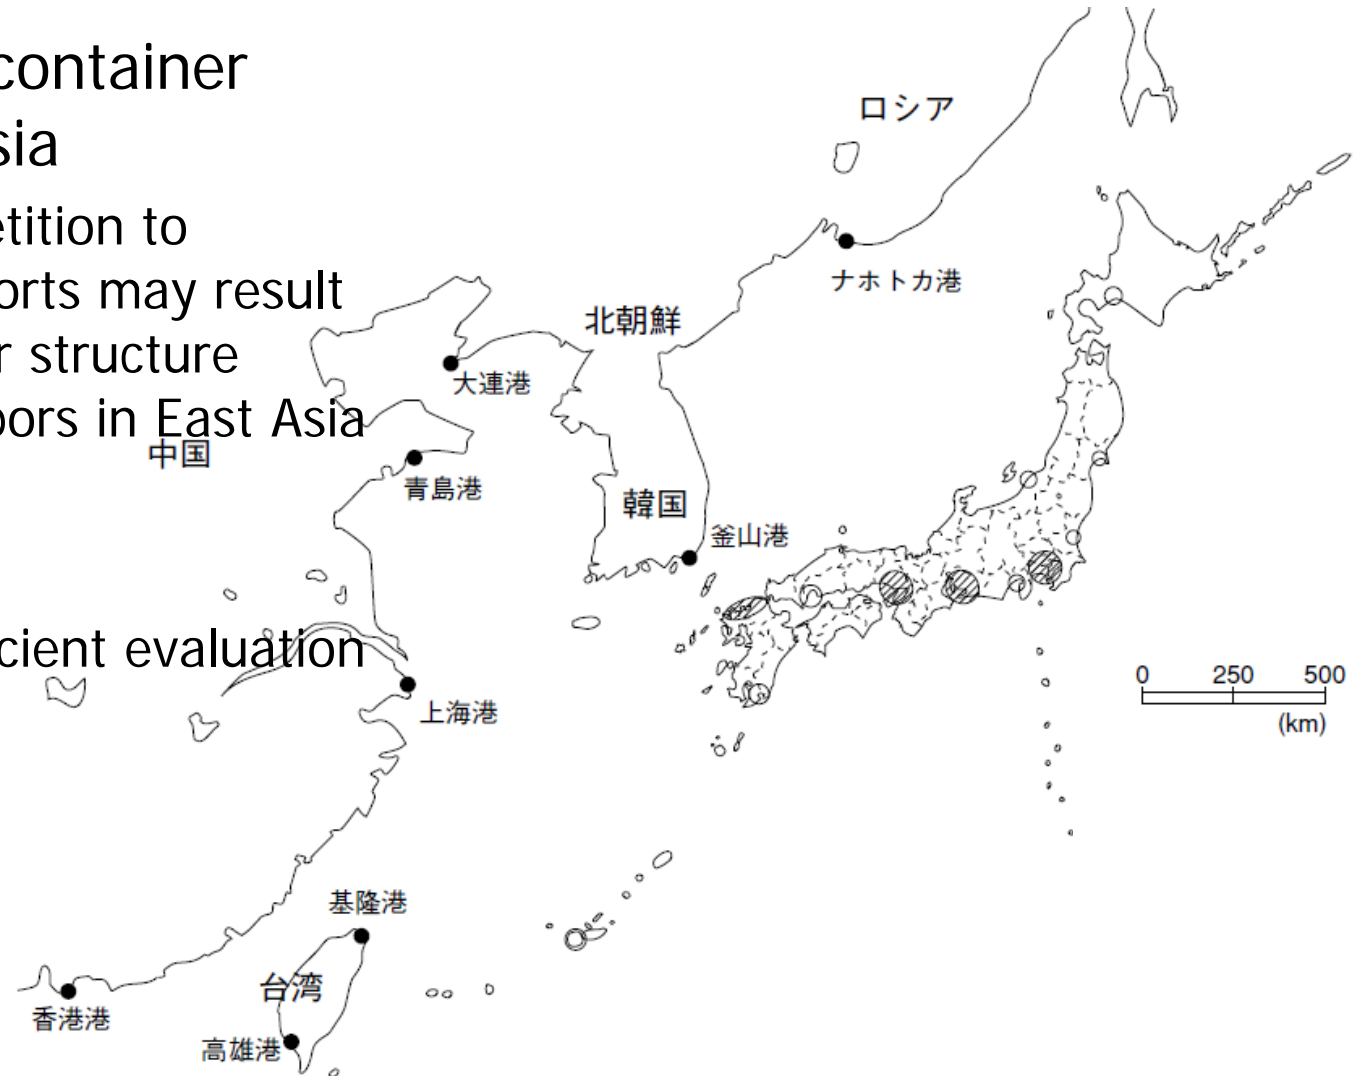 container
sia
etition to
orts may result
r structure
bors in East Asia
cient evaluation
ロシア
ナホトカ港
北朝鮮
大連港
中国
青島港
韓国
釜山港
上海港
0 250 500
(km)
基隆港
台湾
香港港
高雄港